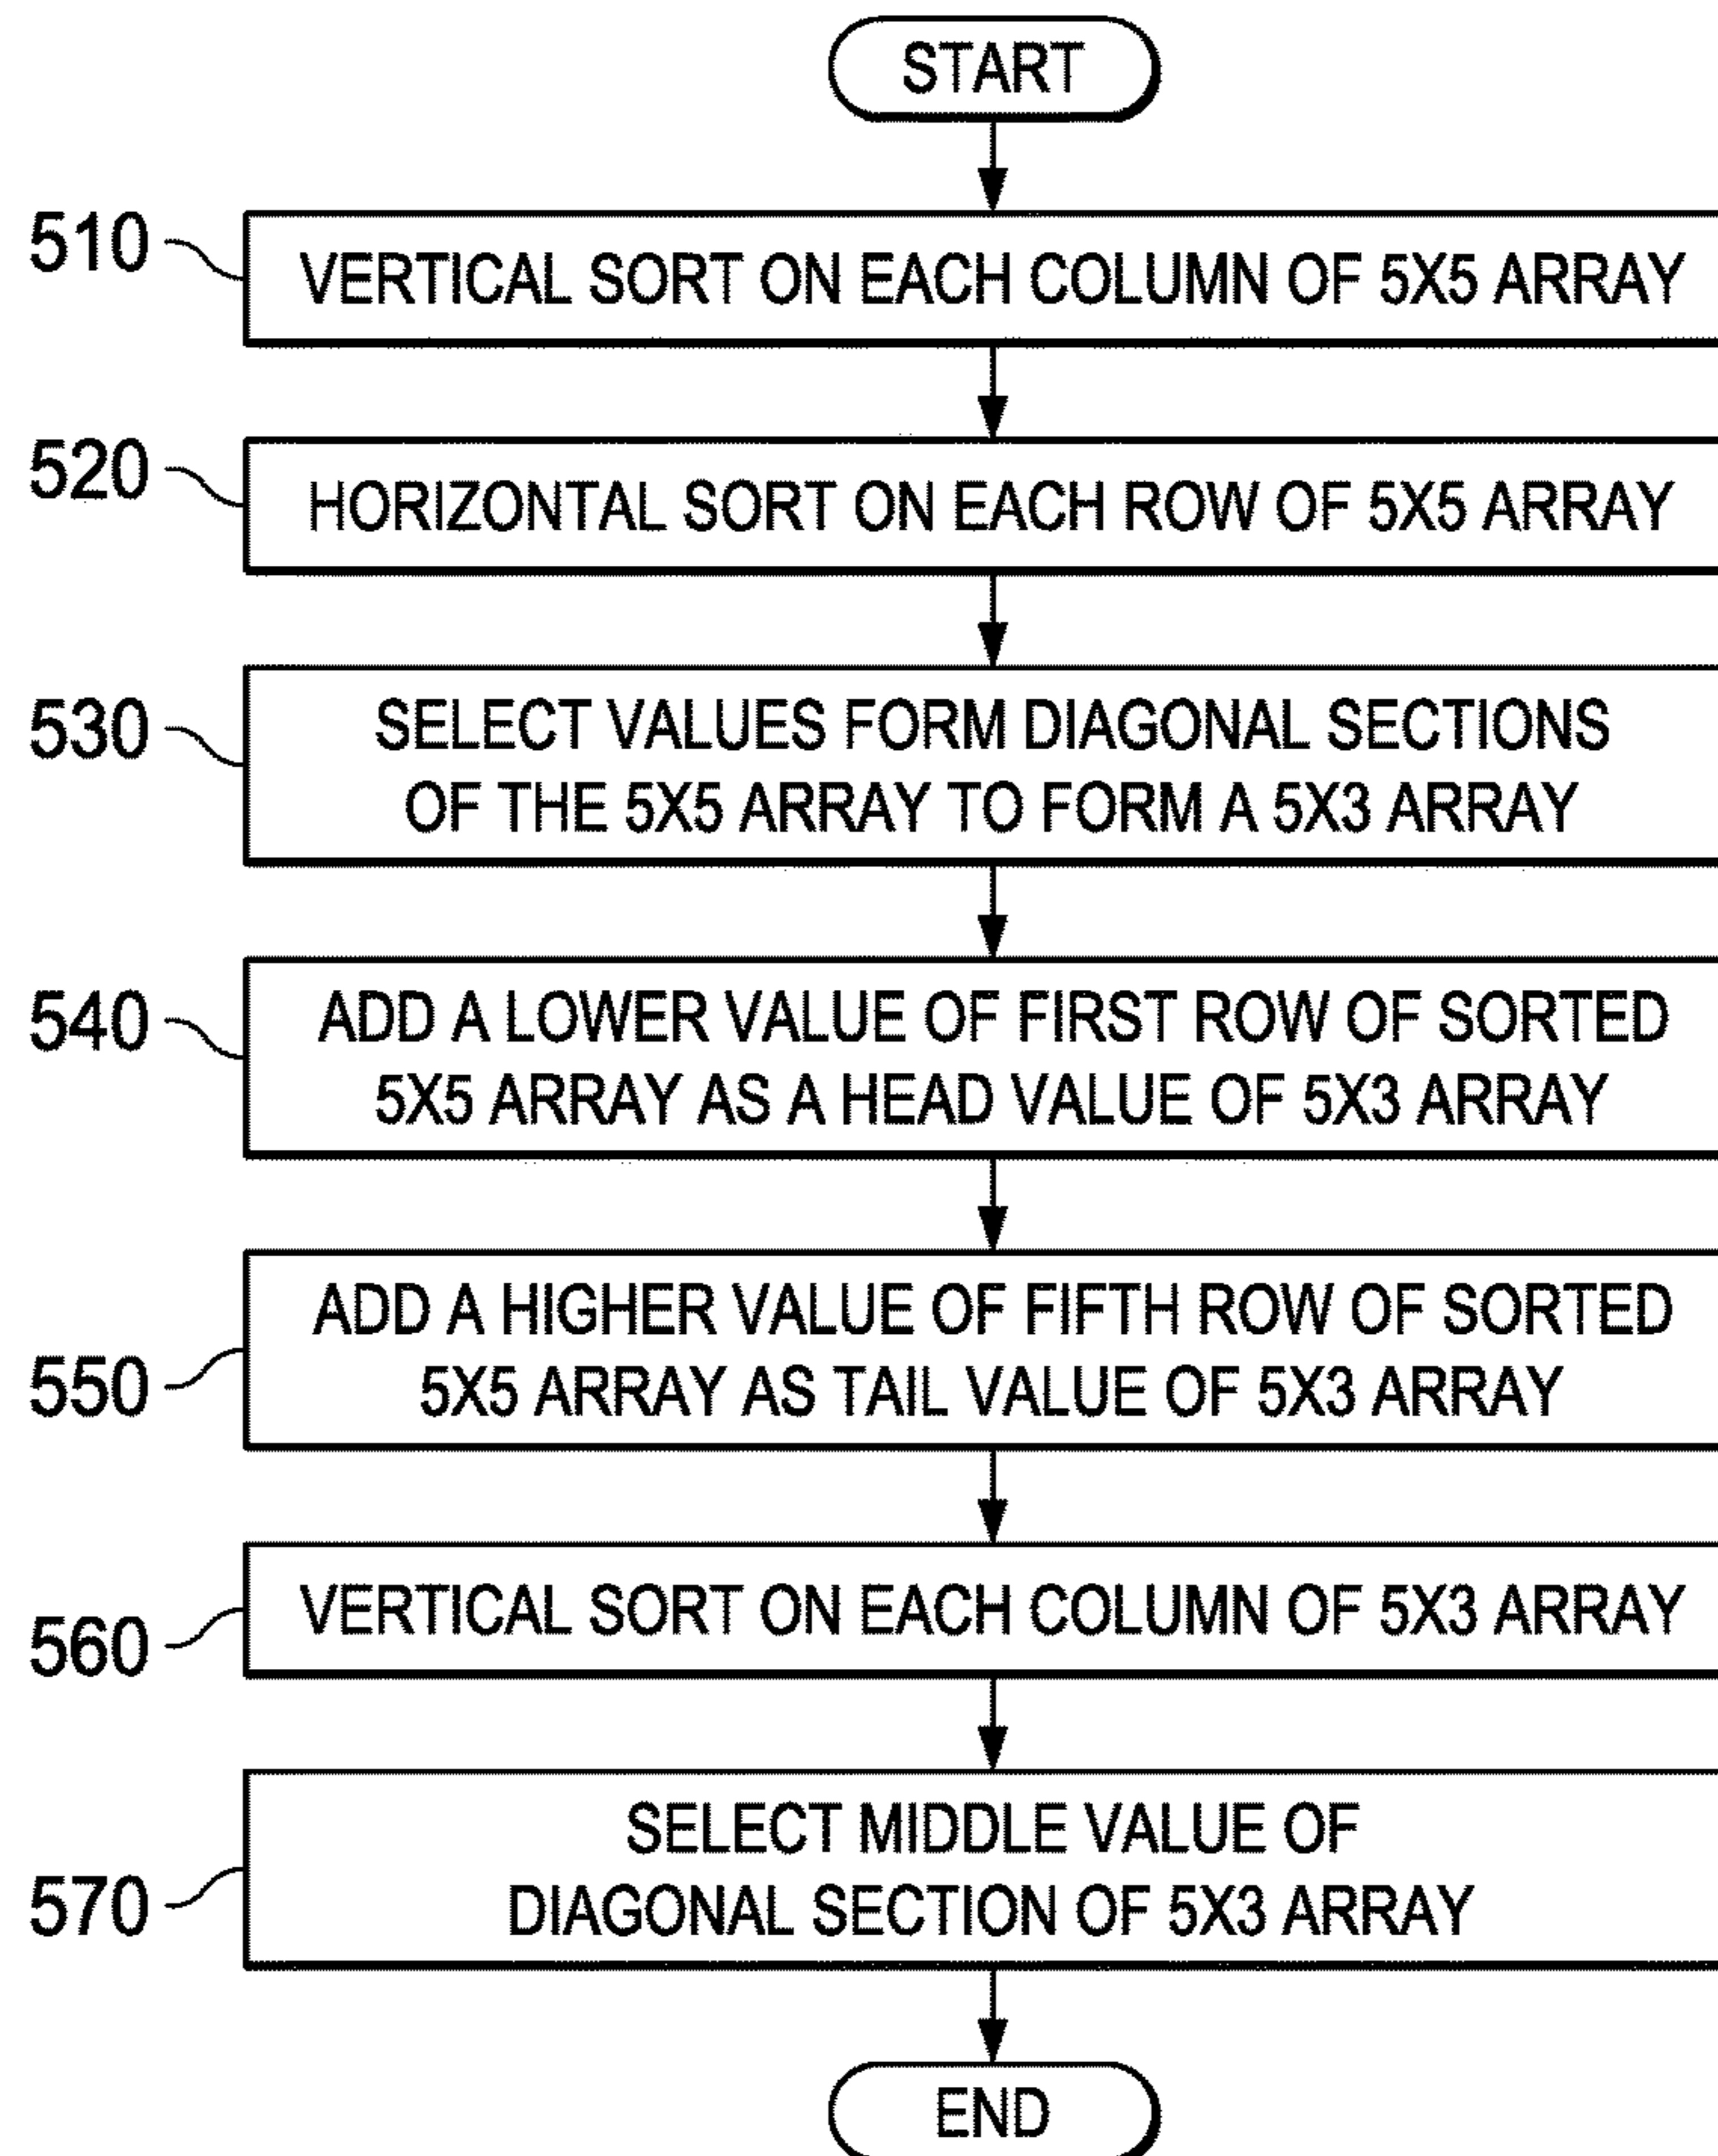 START
510
VERTICAL SORT ON EACH COLUMN OF 5X5 ARRAY
520
HORIZONTAL SORT ON EACH ROW OF 5X5 ARRAY
530
SELECT VALUES FORM DIAGONAL SECTIONS
OF THE 5X5 ARRAY TO FORM A 5X3 ARRAY
540
ADD A LOWER VALUE OF FIRST ROW OF SORTED
5X5 ARRAY AS A HEAD VALUE OF 5X3 ARRAY
550
ADD A HIGHER VALUE OF FIFTH ROW OF SORTED
5X5 ARRAY AS TAIL VALUE OF 5X3 ARRAY
560
VERTICAL SORT ON EACH COLUMN OF 5X3 ARRAY
570
SELECT MIDDLE VALUE OF
DIAGONAL SECTION OF 5X3 ARRAY
END